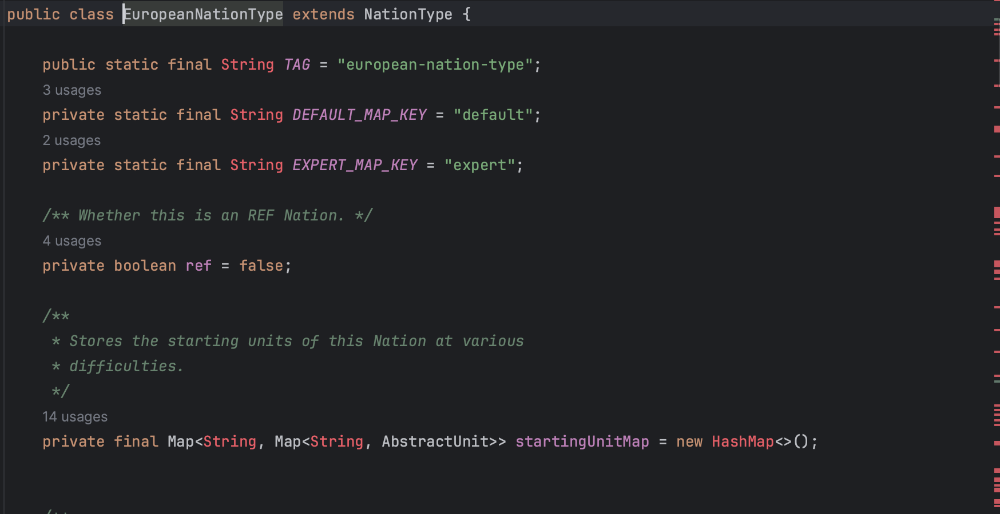 public class EuropeanNationType extends NationType {
public static final String TAG = "european-nation-type";
3 usages
private static final String DEFAULT_MAP_KEY = "default";
2 usages
private static final String EXPERT_MAP_KEY = "expert";
/** Whether this is an REF Nation. */
4 usages
private boolean ref = false;
/**
* Stores the starting units of this Nation at various
* difficulties.
*/
14 usages
private final Map<String, Map<String, AbstractUnit>> startingUnitMap = new HashMap<>();